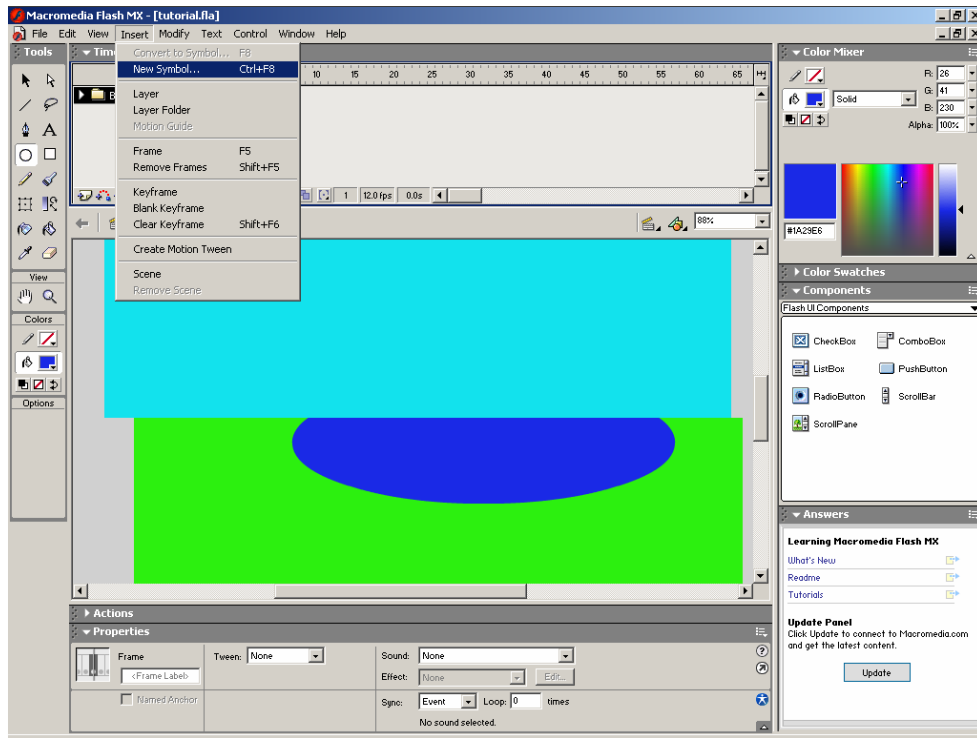 Macromedia Flash MX - [tutorial.fla]
File Edit View Insert Modify Text Control Window Help
Tools
Convert to Symbol... F8
New Symbol... Ctrl+F8
Layer
Layer Folder
Motion Guide
Frame F5
Remove Frames Shift+F5
Keyframe
Blank Keyframe
Clear Keyframe Shift+F6
Create Motion Tween
Scene
Remove Scene
10 15 20 25 30 35 40 45 50 55 60 65
1 12.0 fps 0.0s
88%
View
Colors
Options
Color Mixer
R: 26
G: 41
Solid
B: 230
Alpha: 100%
#1A29E6
Color Swatches
Components
Flash UI Components
CheckBox ComboBox
ListBox PushButton
RadioButton ScrollBar
ScrollPane
Answers
Learning Macromedia Flash MX
What's New
Readme
Tutorials
Update Panel
Click Update to connect to Macromedia.com
and get the latest content.
Update
Actions
Properties
Frame Tween: None Sound: None
<Frame Label> Effect: None Edit...
Named Anchor Sync: Event Loop: 0 times
No sound selected.